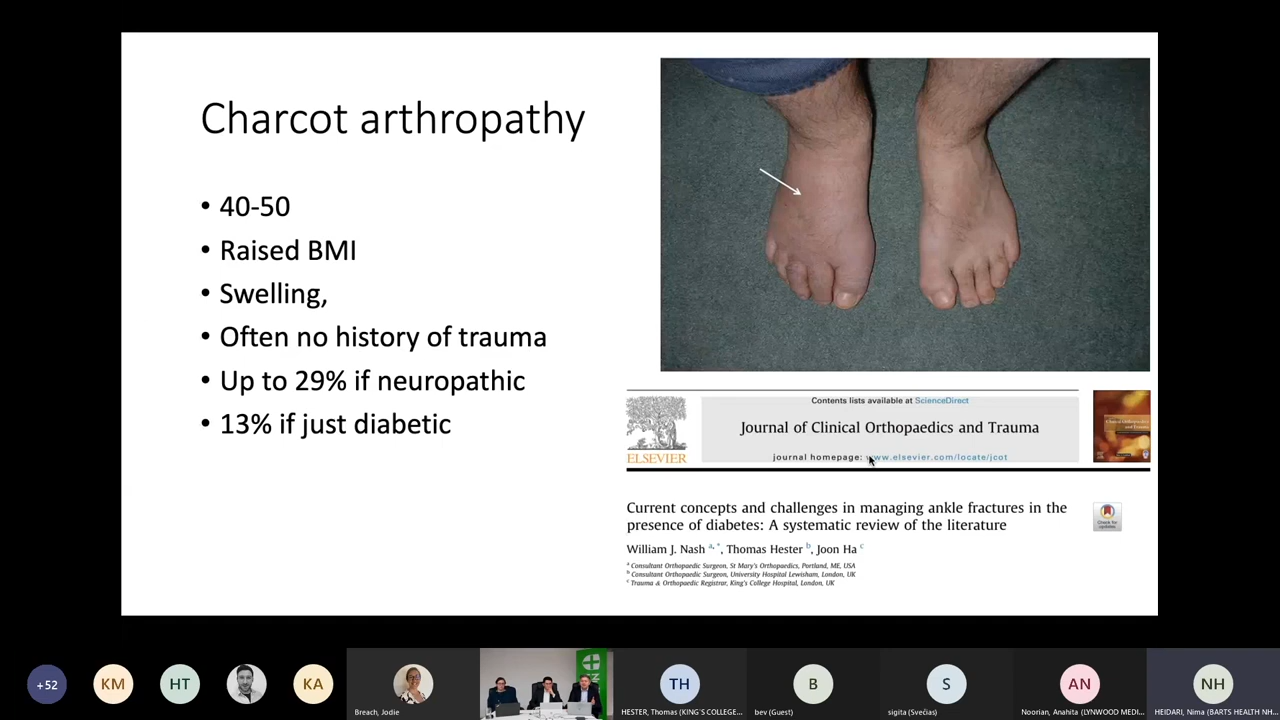 Charcot arthropathy
• 40-50
• Raised BMI
• Swelling,
• Often no history of trauma
• Up to 29% if neuropathic
• 13% if just diabetic
Contents lists available at ScienceDirect
Journal of Clinical Orthopaedics and Trauma
journal homepage: www.elsevier.com/locate/jcot
ELSEVIER
Current concepts and challenges in managing ankle fractures in the
presence of diabetes: A systematic review of the literature
Check for
updates
William J. Nash a, *, Thomas Hester b, Joon Ha c
a Consultant Orthopaedic Surgeon, St Mary's Orthopaedics, Portland, ME, USA
b Consultant Orthopaedic Surgeon, University Hospital Lewisham, London, UK
c Trauma & Orthopaedic Registrar, King's College Hospital, London, UK
+52
KM
HT
KA
Breach, Jodie
TH
HESTER, Thomas (KING'S COLLEGE...
B
bev (Guest)
S
sigita (Svečias)
AN
Noorian, Anahita (LYNWOOD MEDI...
NH
HEIDARI, Nima (BARTS HEALTH NH...